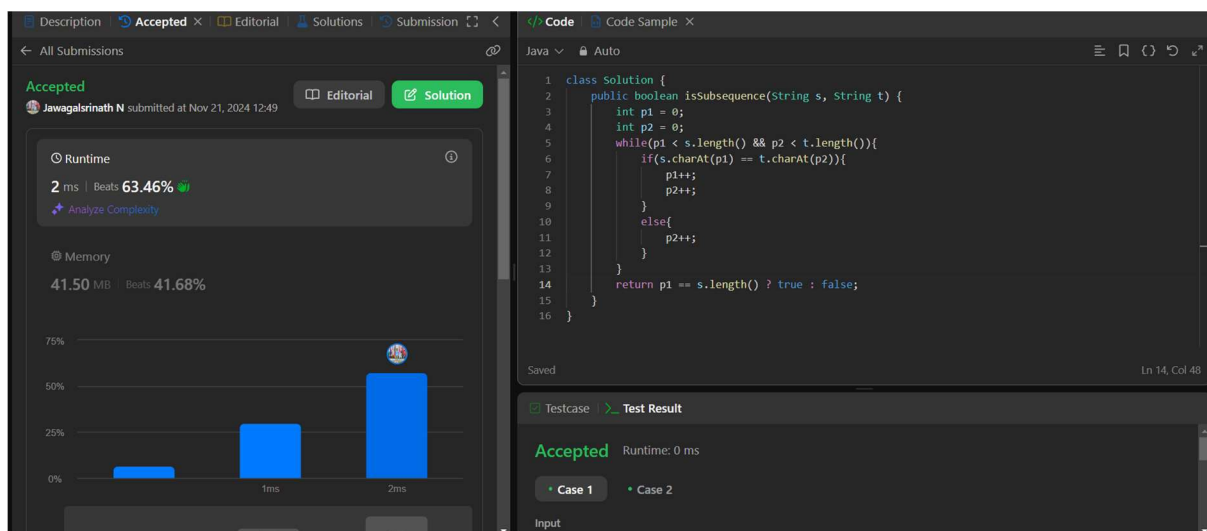 Description
Accepted ×
Editorial
Solutions
Submission
← All Submissions
Accepted
Jawagalsrinath N submitted at Nov 21, 2024 12:49
Editorial
Solution
Runtime
2 ms | Beats 63.46%
Analyze Complexity
Memory
41.50 MB | Beats 41.68%
75%
50%
25%
0%
1ms
2ms
</> Code
Code Sample ×
Java
Auto
1 class Solution {
2 public boolean isSubsequence(String s, String t) {
3 int p1 = 0;
4 int p2 = 0;
5 while(p1 < s.length() && p2 < t.length()){
6 if(s.charAt(p1) == t.charAt(p2)){
7 p1++;
8 p2++;
9 }
10 else{
11 p2++;
12 }
13 }
14 return p1 == s.length() ? true : false;
15 }
16 }
Saved
Ln 14, Col 48
Testcase
>_ Test Result
Accepted Runtime: 0 ms
• Case 1
• Case 2
Input